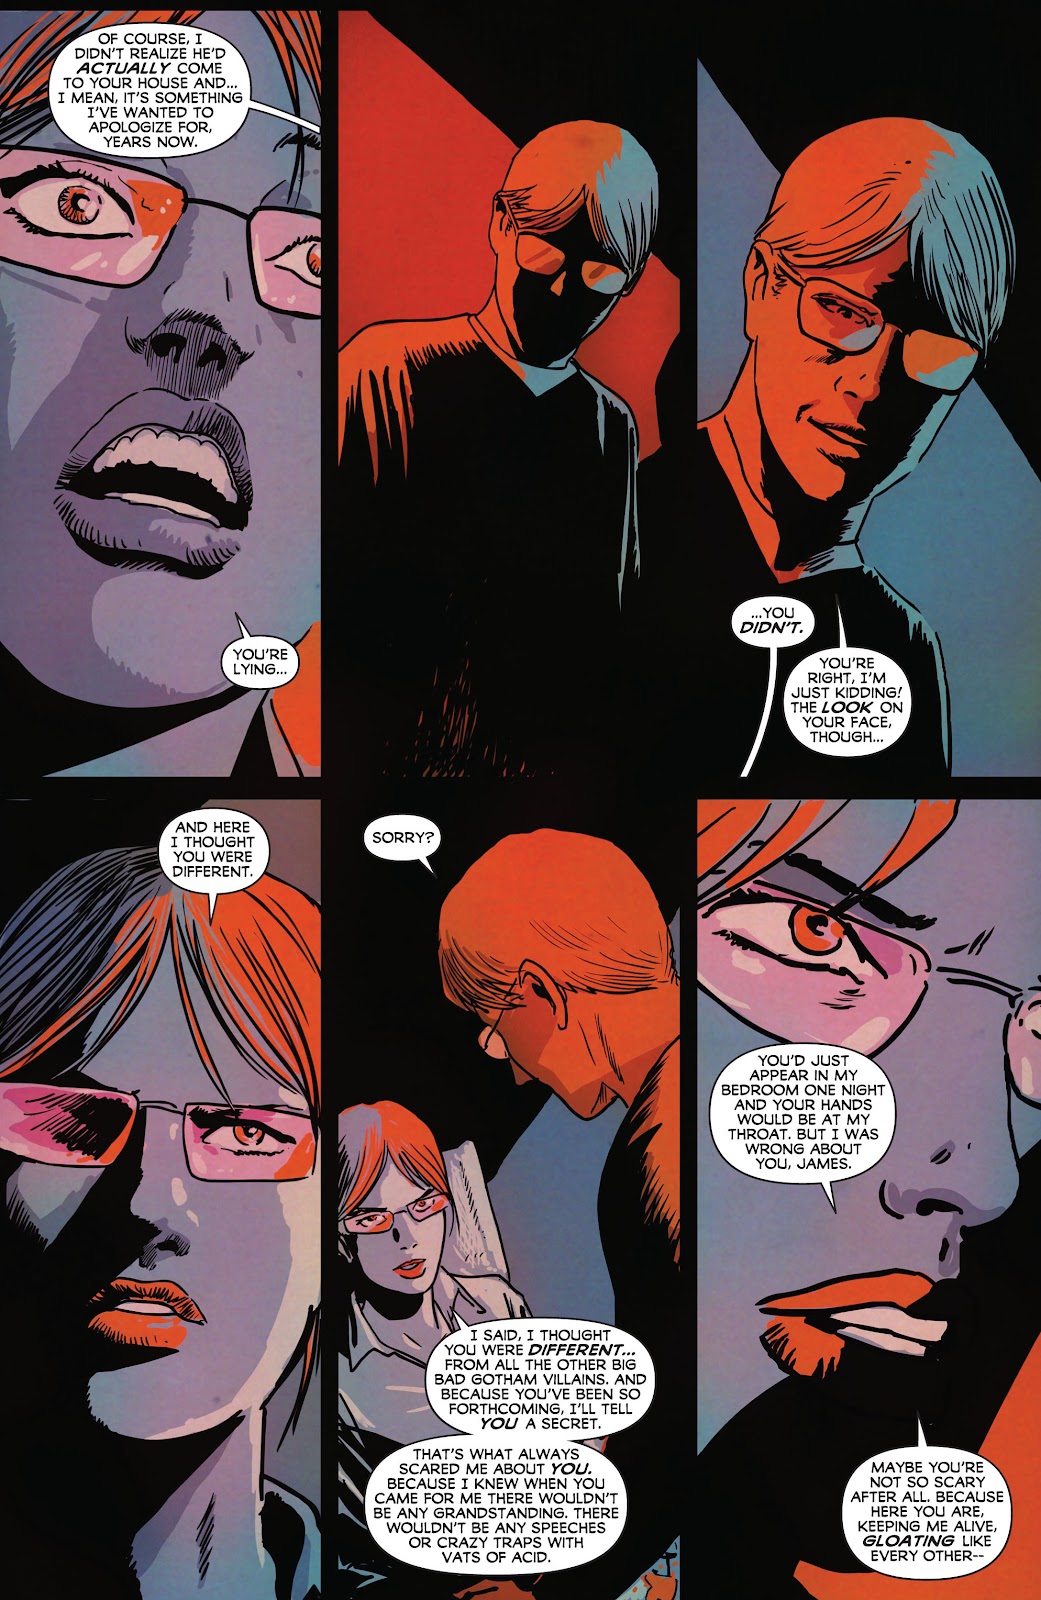 OF COURSE, I
DIDN'T REALIZE HE'D
ACTUALLY COME
TO YOUR HOUSE AND...
I MEAN, IT'S SOMETHING
I'VE WANTED TO
APOLOGIZE FOR,
YEARS NOW.
YOU'RE
LYING...
...YOU
DIDN'T.
YOU'RE
RIGHT, I'M
JUST KIDDING!
THE LOOK ON
YOUR FACE,
THOUGH...
AND HERE
I THOUGHT
YOU WERE
DIFFERENT.
SORRY?
I SAID, I THOUGHT
YOU WERE DIFFERENT...
FROM ALL THE OTHER BIG
BAD GOTHAM VILLAINS. AND
BECAUSE YOU'VE BEEN SO
FORTHCOMING, I'LL TELL
YOU A SECRET.
THAT'S WHAT ALWAYS
SCARED ME ABOUT YOU.
BECAUSE I KNEW WHEN YOU
CAME FOR ME THERE WOULDN'T
BE ANY GRANDSTANDING. THERE
WOULDN'T BE ANY SPEECHES
OR CRAZY TRAPS WITH
VATS OF ACID.
YOU'D JUST
APPEAR IN MY
BEDROOM ONE NIGHT
AND YOUR HANDS
WOULD BE AT MY
THROAT. BUT I WAS
WRONG ABOUT
YOU, JAMES.
MAYBE YOU'RE
NOT SO SCARY
AFTER ALL. BECAUSE
HERE YOU ARE,
KEEPING ME ALIVE,
GLOATING LIKE
EVERY OTHER--